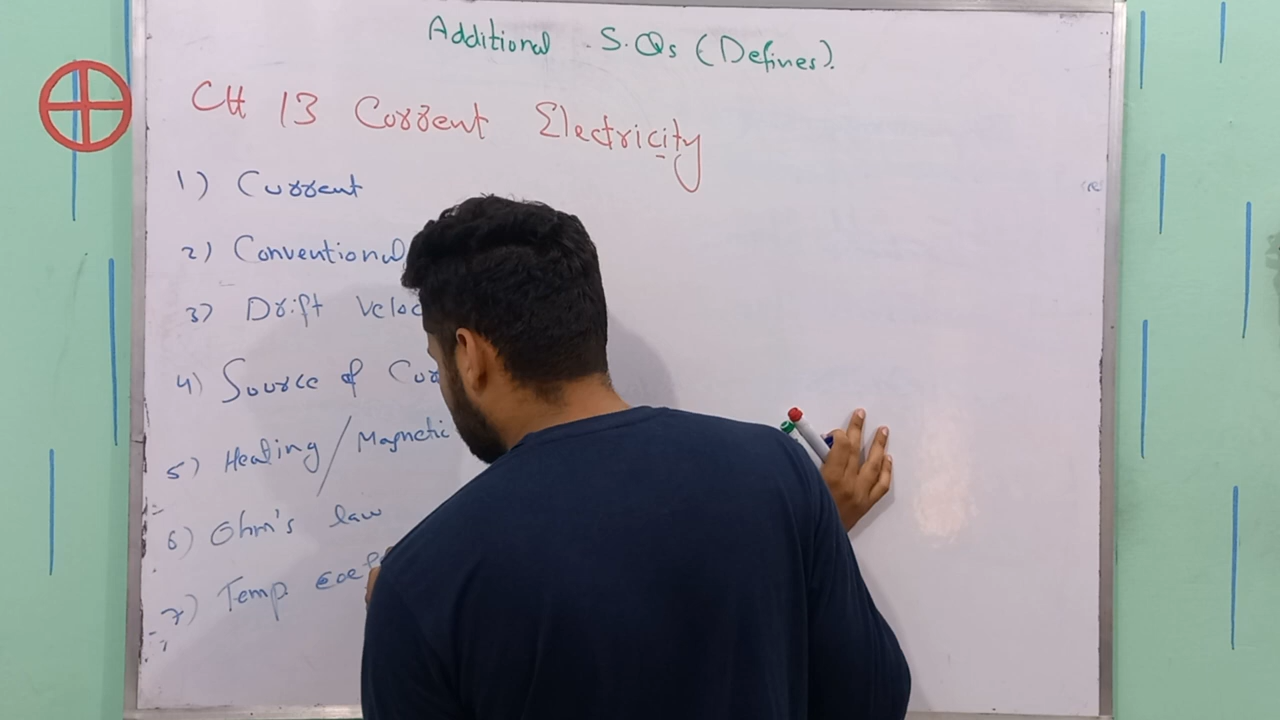 Additional S.Qs (Defines).
CH 13 Current Electricity
1) Current
2) Conventional
3) Drift Veloc
4) Source of Cur
5) Heating/Magnetic
6) Ohm's law
7) Temp. coef